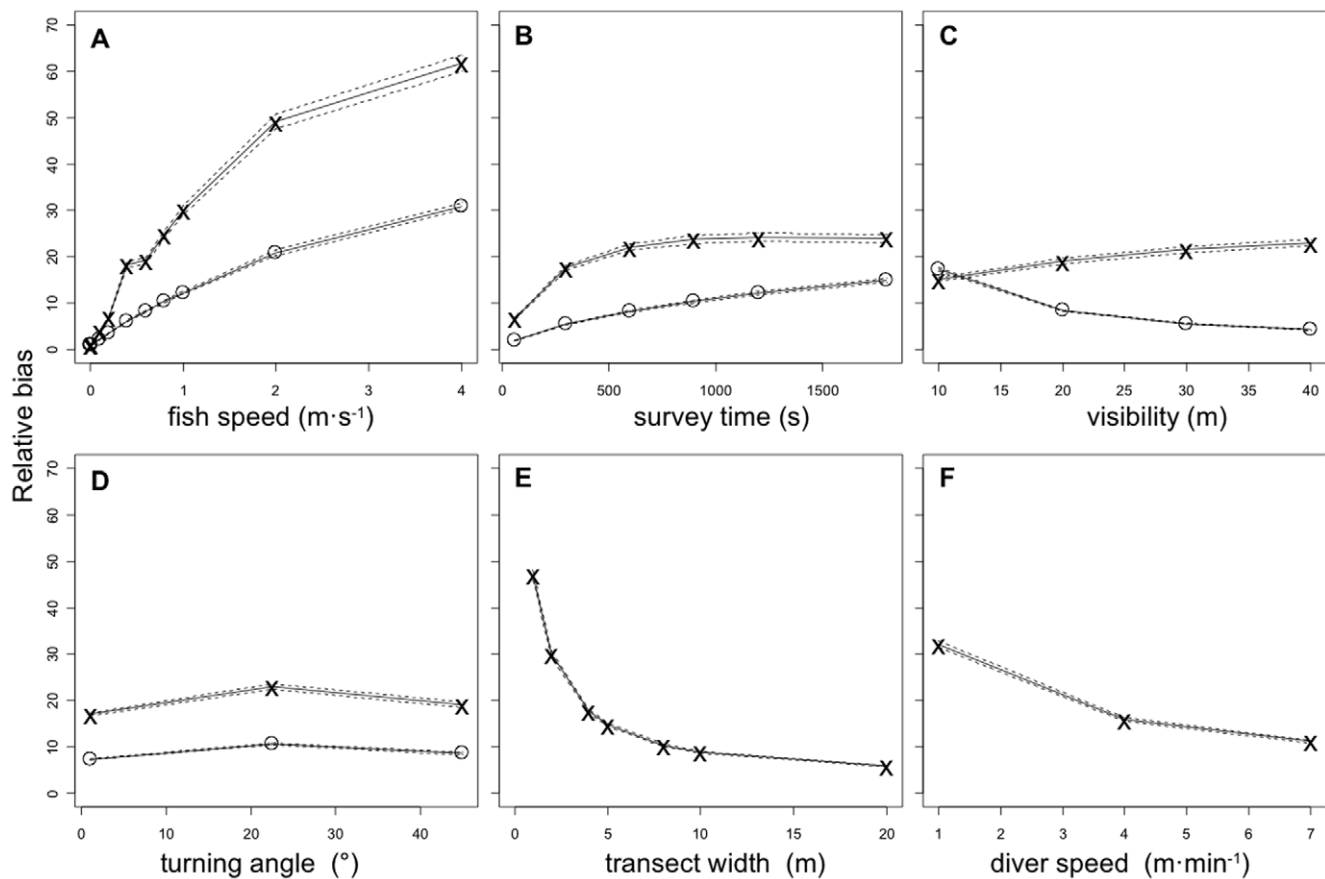 A B C
70
60
50
40
30
20
10
0
0 1 2 3 4
0 500 1000 1500
10 15 20 25 30 35 40
fish speed (m·s-1)
survey time (s)
visibility (m)
Relative bias
D E F
70
60
50
40
30
20
10
0
0 10 20 30 40
0 5 10 15 20
1 2 3 4 5 6 7
turning angle (°)
transect width (m)
diver speed (m·min-1)